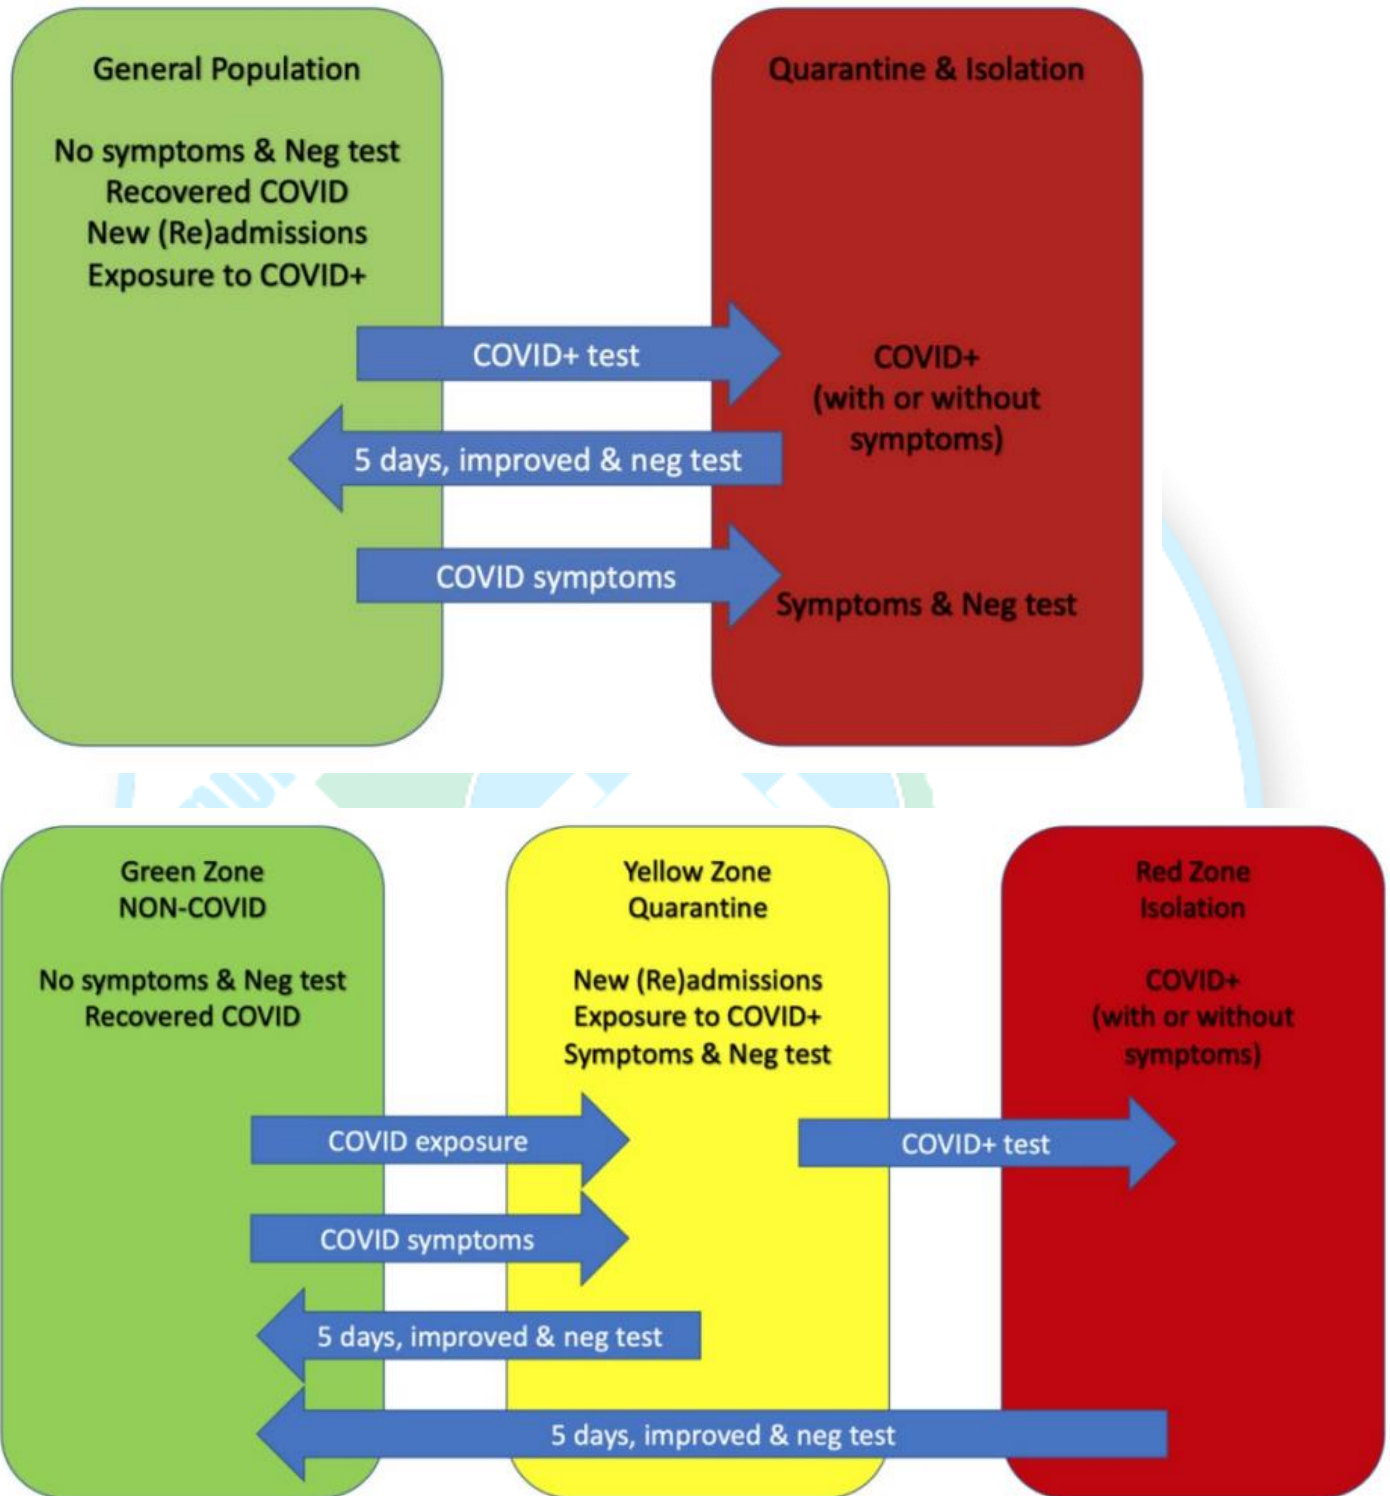 General Population
No symptoms & Neg test
Recovered COVID
New (Re)admissions
Exposure to COVID+
Quarantine & Isolation
COVID+ test
COVID+
(with or without
symptoms)
5 days, improved & neg test
COVID symptoms
Symptoms & Neg test
Green Zone
NON-COVID
No symptoms & Neg test
Recovered COVID
Yellow Zone
Quarantine
New (Re)admissions
Exposure to COVID+
Symptoms & Neg test
Red Zone
Isolation
COVID+
(with or without
symptoms)
COVID exposure
COVID+ test
COVID symptoms
5 days, improved & neg test
5 days, improved & neg test